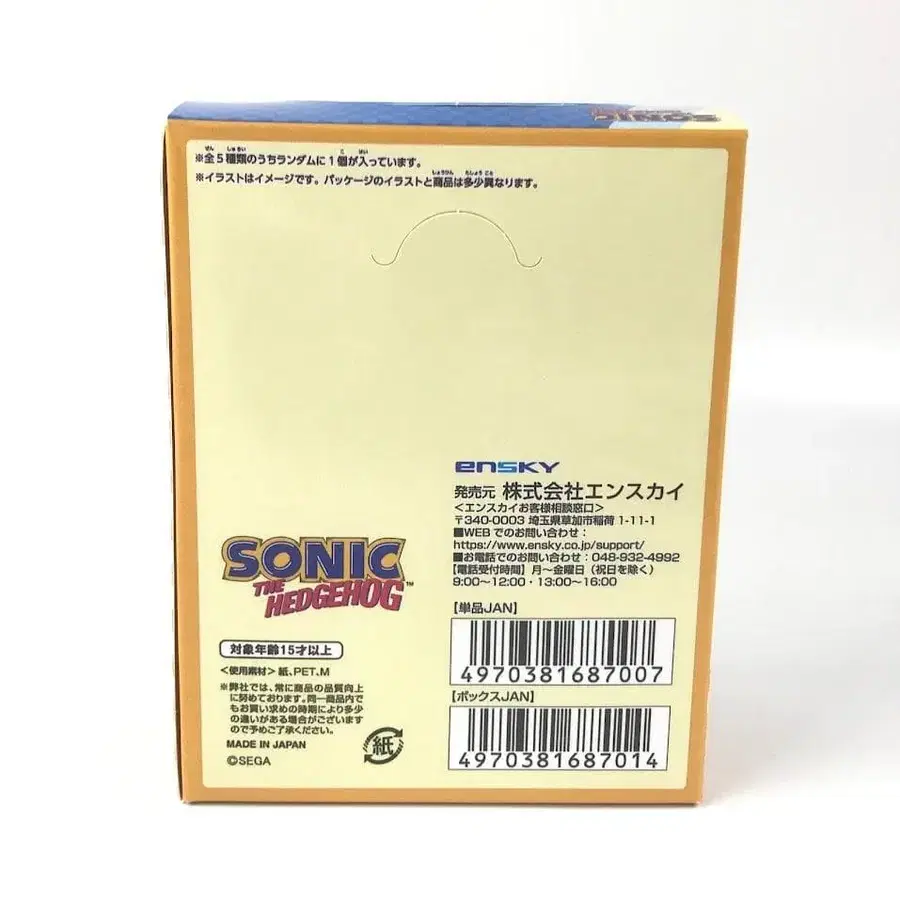 SONIC
※全5種類のうちランダムに1個が入っています。
※イラストはイメージです。パッケージのイラストと商品は多少異なります。
ensky
発売元 株式会社エンスカイ
<エンスカイお客様相談窓口>
〒340-0003 埼玉県草加市稲荷 1-11-1
■WEBでのお問い合わせ:
https://www.ensky.co.jp/support/
■お電話でのお問い合わせ:048-932-4992
【電話受付時間】月〜金曜日(祝日を除く)
9:00〜12:00・13:00〜16:00
SONIC
THE
HEDGEHOG™
対象年齢15才以上
<使用素材>紙、PET、M
※弊社では、常に商品の品質向上
に努めております。同一商品内で
もお買い求めの時期により多少
の違いがある場合がございます
ので予めご了承ください。
MADE IN JAPAN
©SEGA
紙
【単品JAN】
4970381687007
【ボックスJAN】
4970381687014